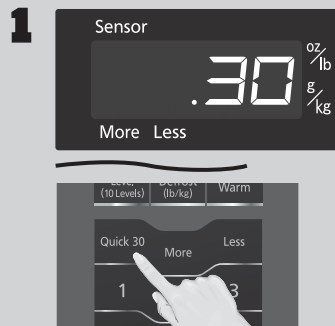 1
Sensor
oz/lb
.30
g/kg
More Less
(10 Levels) Defrost (lb/kg) Warm
Quick 30 More Less
1 3